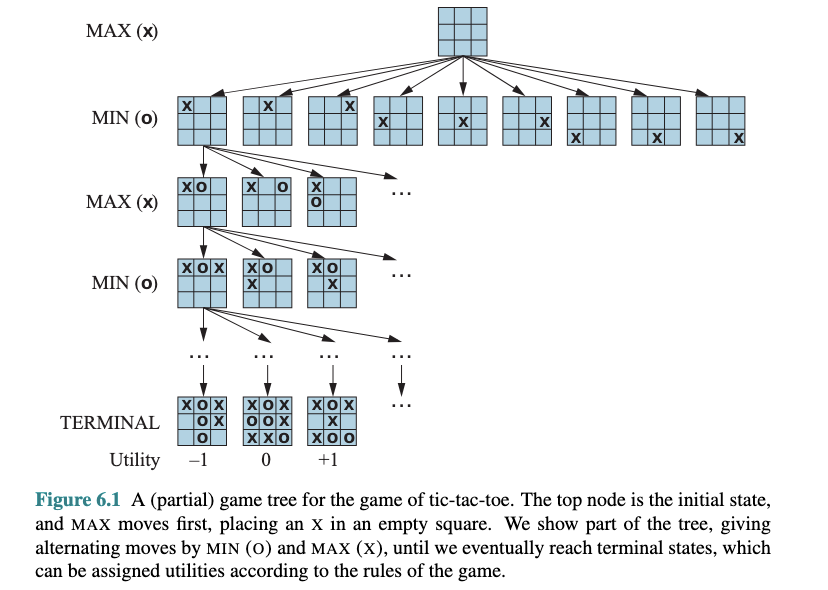 MAX (x)
MIN (o)
X
X
X
X
X
X
X
X
X
MAX (x)
X O
X O
X
O
...
MIN (o)
X O X
X O
X
X O
X
...
... ... ... ...
TERMINAL
X O X
O X
O
X O X
O O X
X X O
X O X
X
X O O
...
Utility –1 0 +1
Figure 6.1 A (partial) game tree for the game of tic-tac-toe. The top node is the initial state,
and MAX moves first, placing an X in an empty square. We show part of the tree, giving
alternating moves by MIN (O) and MAX (X), until we eventually reach terminal states, which
can be assigned utilities according to the rules of the game.